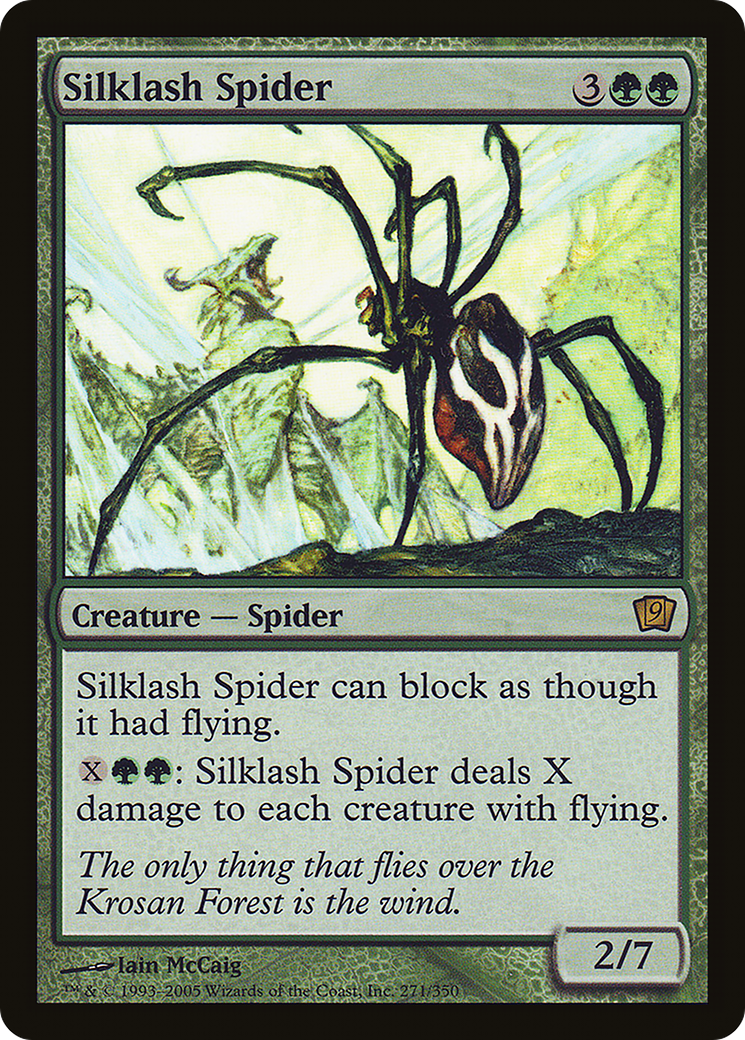 Silklash Spider 3
Creature — Spider 9
Silklash Spider can block as though
it had flying.
X : Silklash Spider deals X
damage to each creature with flying.
The only thing that flies over the
Krosan Forest is the wind.
2/7
Iain McCaig
™ & © 1993–2005 Wizards of the Coast, Inc. 271/350